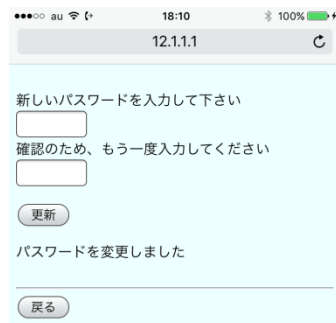 au 18:10 100%
12.1.1.1
新しいパスワードを入力して下さい
確認のため、もう一度入力してください
更新
パスワードを変更しました
戻る